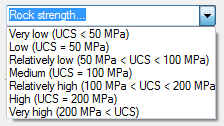 Rock strength...
Very low (UCS < 50 MPa)
Low (UCS = 50 MPa)
Relatively low (50 MPa < UCS < 100 MPa)
Medium (UCS = 100 MPa)
Relatively high (100 MPa < UCS < 200 MPa
High (UCS = 200 MPa)
Very high (200 MPa < UCS)